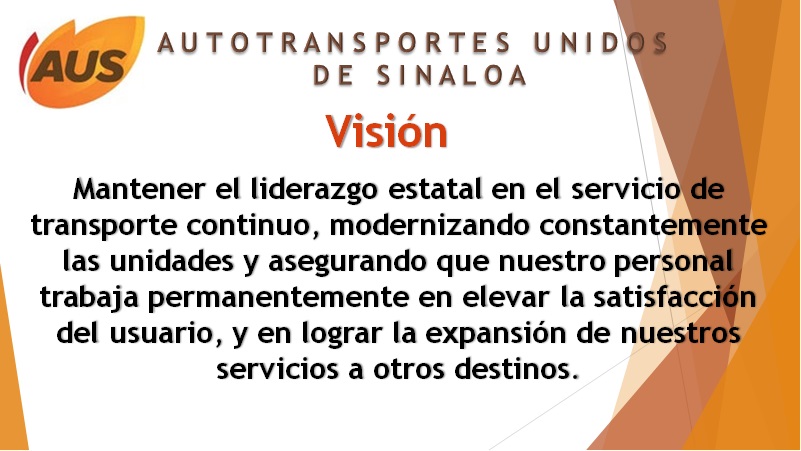 AUS
AUTOTRANSPORTES UNIDOS
DE SINALOA
Visión
Mantener el liderazgo estatal en el servicio de
transporte continuo, modernizando constantemente
las unidades y asegurando que nuestro personal
trabaja permanentemente en elevar la satisfacción
del usuario, y en lograr la expansión de nuestros
servicios a otros destinos.